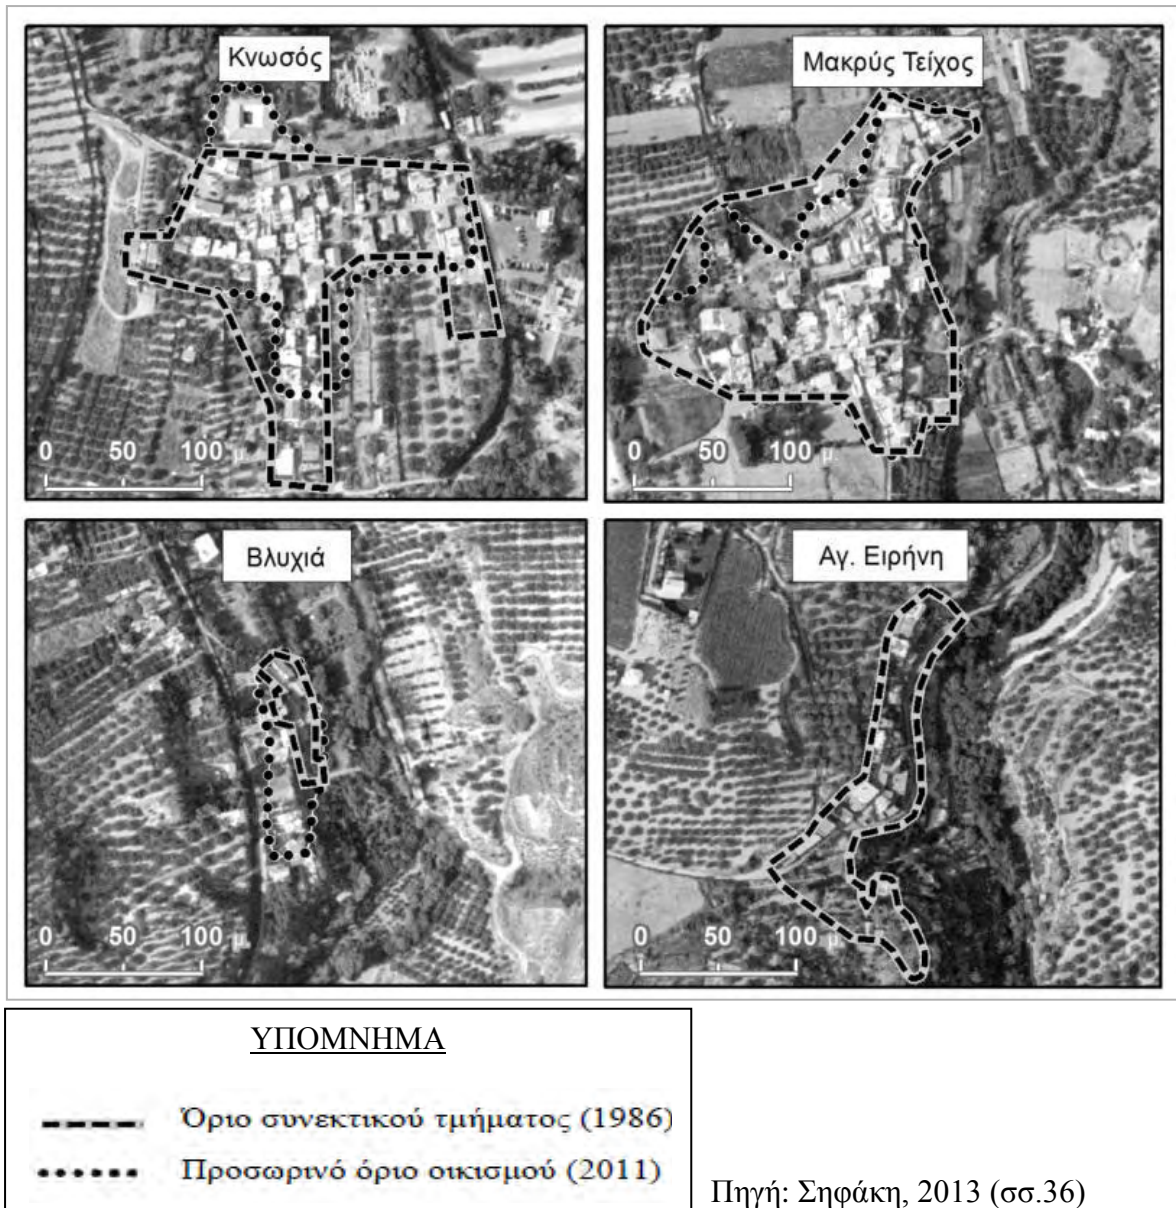 Κνωσός
Μακρύς Τείχος
0 50 100 μ.
0 50 100
Βλυχιά
Αγ. Ειρήνη
0 50 100 μ.
0 50 100 μ.
ΥΠΟΜΝΗΜΑ
Όριο συνεκτικού τμήματος (1986)
Προσωρινό όριο οικισμού (2011)
Πηγή: Σηφάκη, 2013 (σσ.36)